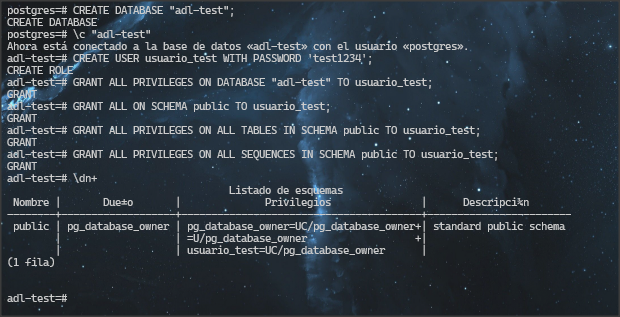 postgres=# CREATE DATABASE "adl-test";
CREATE DATABASE
postgres=# \c "adl-test"
Ahora está conectado a la base de datos «adl-test» con el usuario «postgres».
adl-test=# CREATE USER usuario_test WITH PASSWORD 'test1234';
CREATE ROLE
adl-test=# GRANT ALL PRIVILEGES ON DATABASE "adl-test" TO usuario_test;
GRANT
adl-test=# GRANT ALL ON SCHEMA public TO usuario_test;
GRANT
adl-test=# GRANT ALL PRIVILEGES ON ALL TABLES IN SCHEMA public TO usuario_test;
GRANT
adl-test=# GRANT ALL PRIVILEGES ON ALL SEQUENCES IN SCHEMA public TO usuario_test;
GRANT
adl-test=# \dn+
                                  Listado de esquemas
 Nombre |       Due±o       |              Privilegios               |      Descripci¾n
--------+-------------------+----------------------------------------+------------------------
 public | pg_database_owner | pg_database_owner=UC/pg_database_owner+| standard public schema
        |                   | =U/pg_database_owner                  +|
        |                   | usuario_test=UC/pg_database_owner      |
(1 fila)
adl-test=#